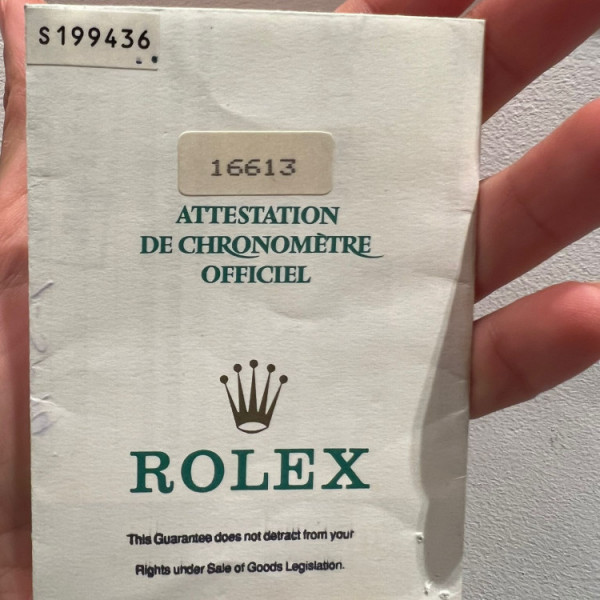 S199436
16613
ATTESTATION
DE CHRONOMÈTRE
OFFICIEL
ROLEX
This Guarantee does not detract from your
Rights under Sale of Goods Legislation.